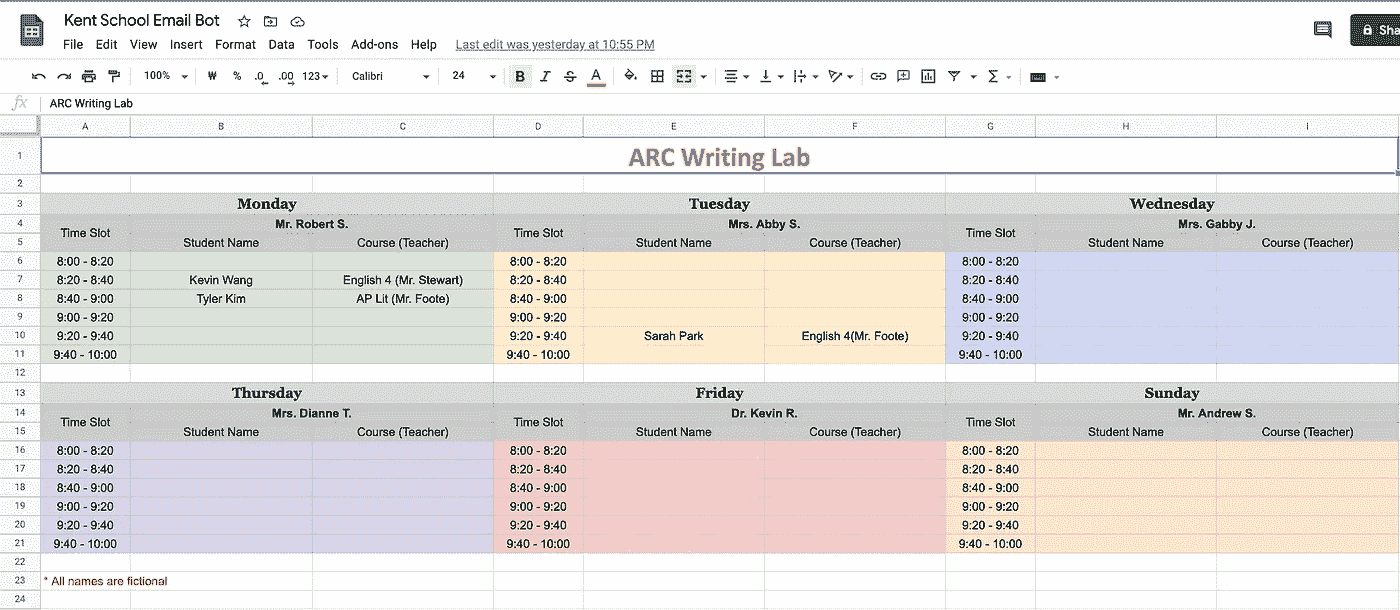 Kent School Email Bot
File Edit View Insert Format Data Tools Add-ons Help Last edit was yesterday at 10:55 PM
100% ₩ % .0 .00 123 Calibri 24 B I S A
fx ARC Writing Lab
A B C D E F G H I
1 ARC Writing Lab
2
3 Monday Tuesday Wednesday
4 Mr. Robert S. Mrs. Abby S. Mrs. Gabby J.
Time Slot Time Slot Time Slot
5 Student Name Course (Teacher) Student Name Course (Teacher) Student Name Course (Teacher)
6 8:00 - 8:20 8:00 - 8:20 8:00 - 8:20
7 8:20 - 8:40 Kevin Wang English 4 (Mr. Stewart) 8:20 - 8:40 8:20 - 8:40
8 8:40 - 9:00 Tyler Kim AP Lit (Mr. Foote) 8:40 - 9:00 8:40 - 9:00
9 9:00 - 9:20 9:00 - 9:20 9:00 - 9:20
10 9:20 - 9:40 9:20 - 9:40 Sarah Park English 4(Mr. Foote) 9:20 - 9:40
11 9:40 - 10:00 9:40 - 10:00 9:40 - 10:00
12
13 Thursday Friday Sunday
14 Mrs. Dianne T. Dr. Kevin R. Mr. Andrew S.
Time Slot Time Slot Time Slot
15 Student Name Course (Teacher) Student Name Course (Teacher) Student Name Course (Teacher)
16 8:00 - 8:20 8:00 - 8:20 8:00 - 8:20
17 8:20 - 8:40 8:20 - 8:40 8:20 - 8:40
18 8:40 - 9:00 8:40 - 9:00 8:40 - 9:00
19 9:00 - 9:20 9:00 - 9:20 9:00 - 9:20
20 9:20 - 9:40 9:20 - 9:40 9:20 - 9:40
21 9:40 - 10:00 9:40 - 10:00 9:40 - 10:00
22
23 * All names are fictional
24